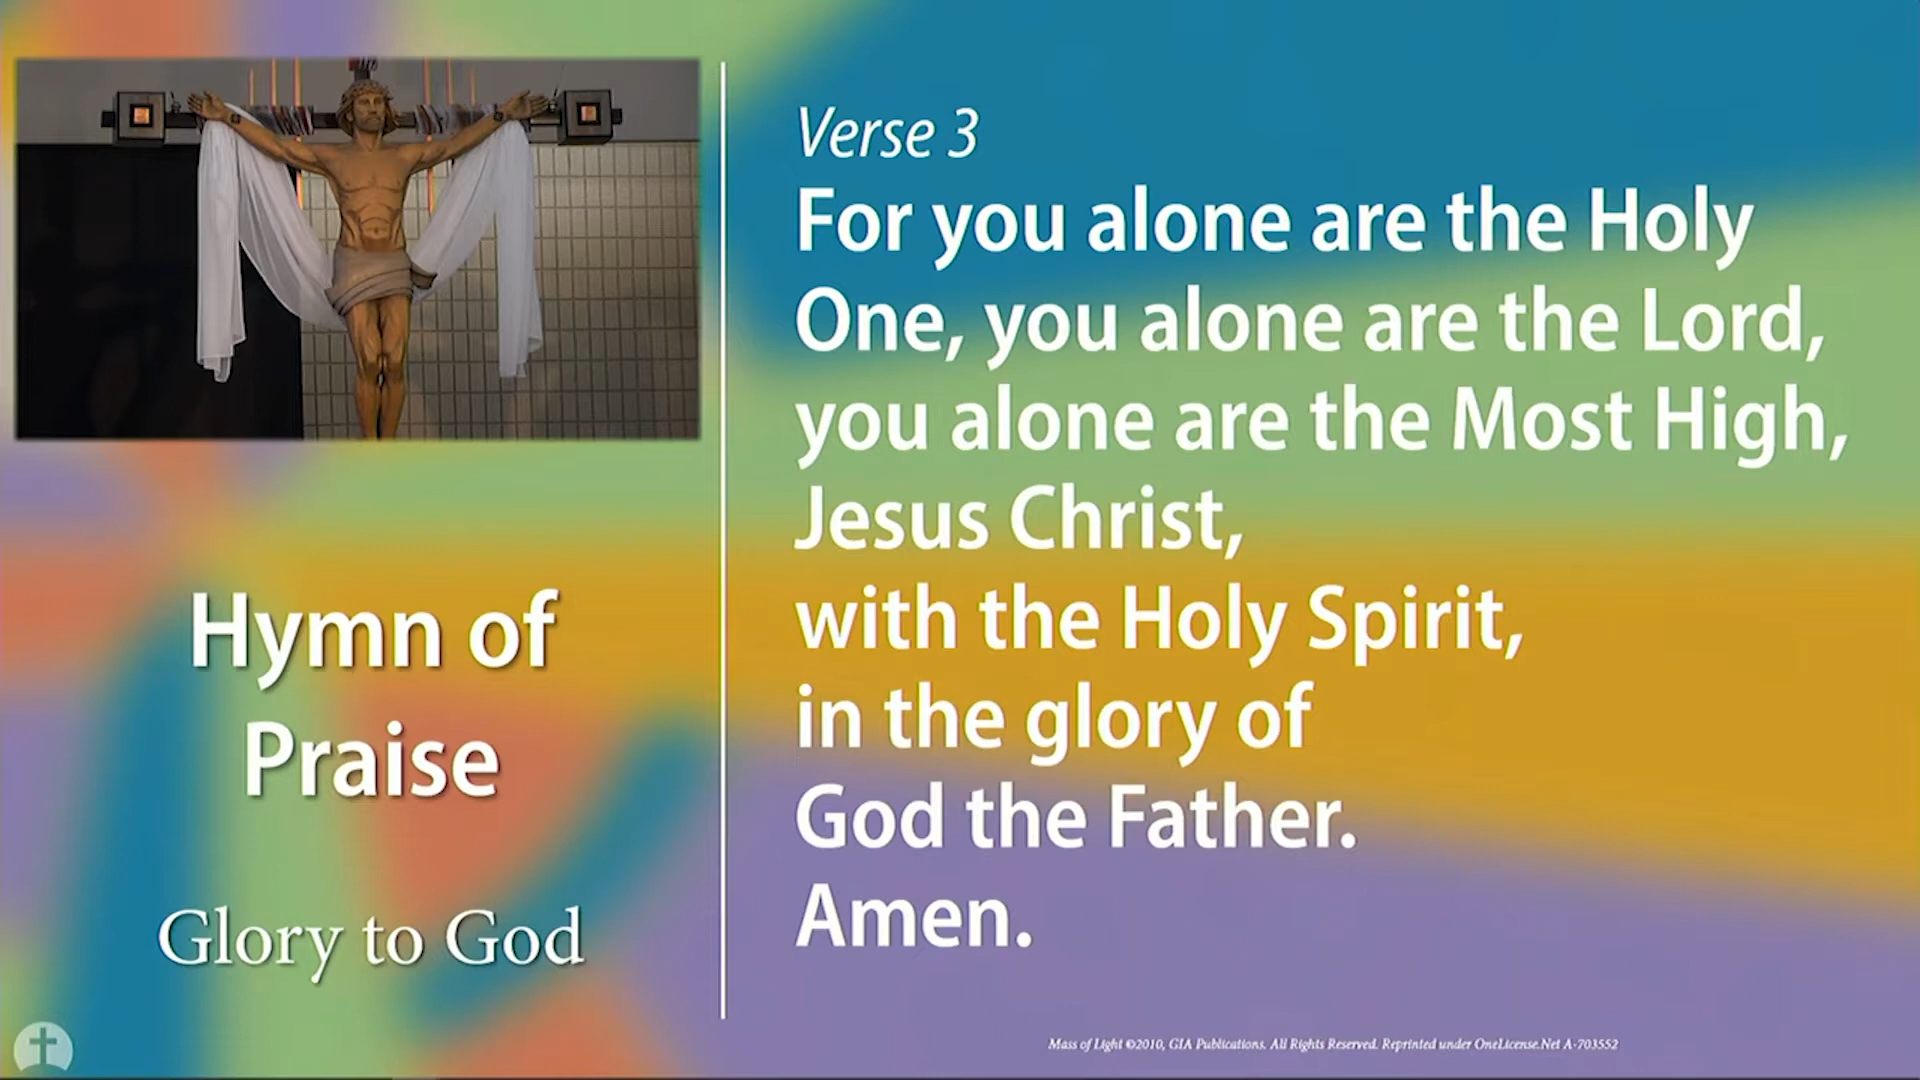 Hymn of
Praise
Glory to God
Verse 3
For you alone are the Holy
One, you alone are the Lord,
you alone are the Most High,
Jesus Christ,
with the Holy Spirit,
in the glory of
God the Father.
Amen.
Mass of Light ©2010, GIA Publications. All Rights Reserved. Reprinted under OneLicense.Net A-703552